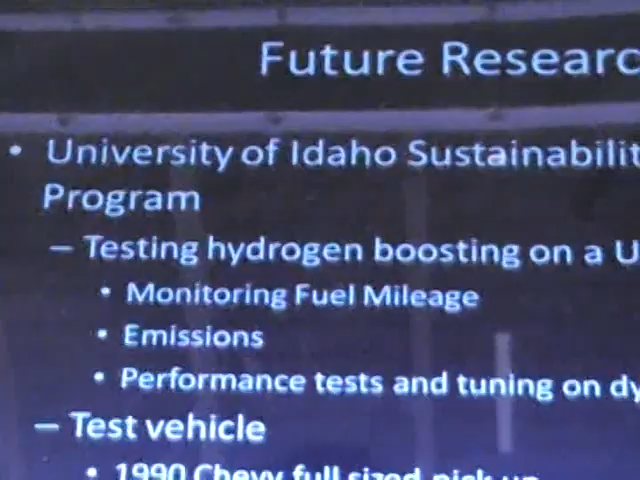 Future Researc
• University of Idaho Sustainabilit
Program
– Testing hydrogen boosting on a U
• Monitoring Fuel Mileage
• Emissions
• Performance tests and tuning on dy
– Test vehicle
• 1990 Chevy full sized pick up